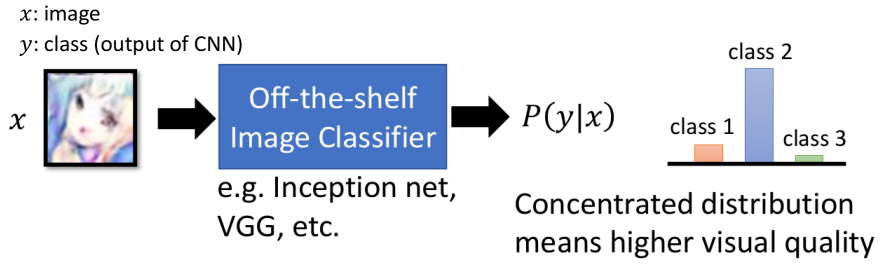 x: image
y: class (output of CNN)
x
Off-the-shelf
Image Classifier
e.g. Inception net,
VGG, etc.
P(y|x)
class 1
class 2
class 3
Concentrated distribution
means higher visual quality